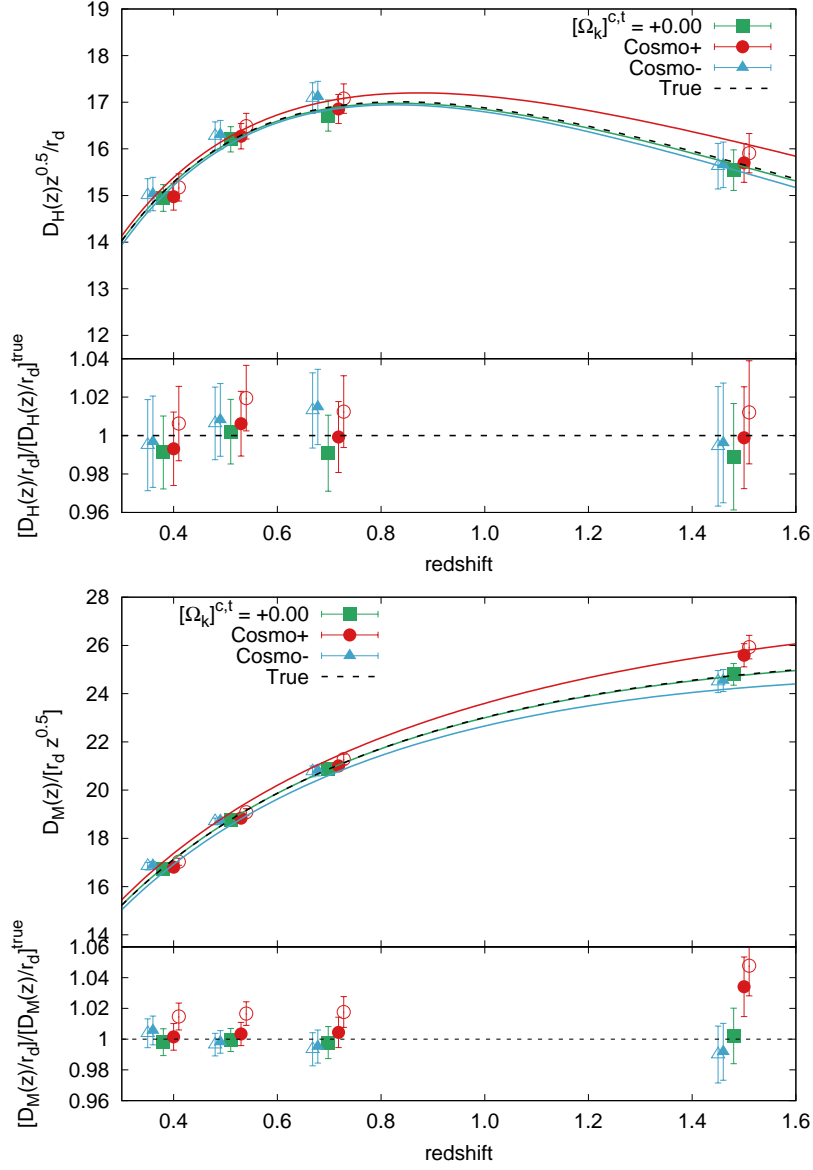 19
18
17
16
15
14
13
12
D_H(z)z^0.5/r_d
[Ω_k]^c,t = +0.00
Cosmo+
Cosmo-
True
1.04
1.02
1
0.98
0.96
[D_H(z)/r_d]/[D_H(z)/r_d]^true
0.4 0.6 0.8 1.0 1.2 1.4 1.6
redshift
28
26
24
22
20
18
16
14
D_M(z)/[r_d z^0.5]
[Ω_k]^c,t = +0.00
Cosmo+
Cosmo-
True
1.06
1.04
1.02
1
0.98
0.96
[D_M(z)/r_d]/[D_M(z)/r_d]^true
0.4 0.6 0.8 1.0 1.2 1.4 1.6
redshift